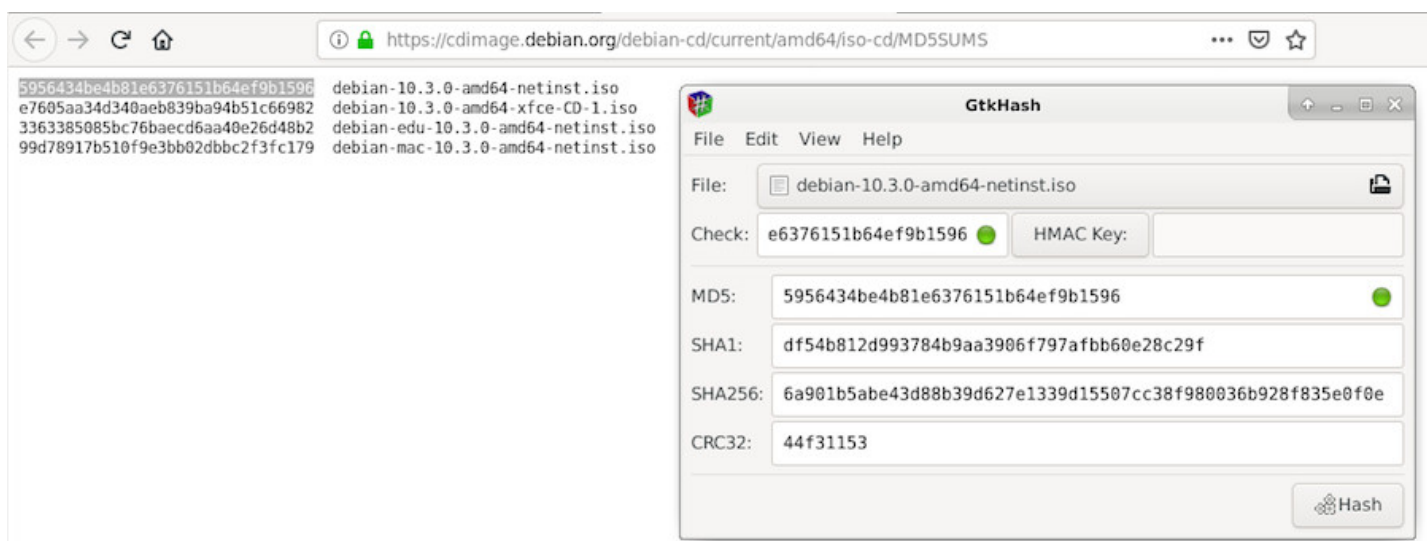 https://cdimage.debian.org/debian-cd/current/amd64/iso-cd/MD5SUMS
5956434be4b81e6376151b64ef9b1596 debian-10.3.0-amd64-netinst.iso
e7605aa34d340aeb839ba94b51c66982 debian-10.3.0-amd64-xfce-CD-1.iso
3363385085bc76baecd6aa40e26d48b2 debian-edu-10.3.0-amd64-netinst.iso
99d78917b510f9e3bb02dbbc2f3fc179 debian-mac-10.3.0-amd64-netinst.iso
GtkHash
File Edit View Help
File: debian-10.3.0-amd64-netinst.iso
Check: e6376151b64ef9b1596 HMAC Key:
MD5: 5956434be4b81e6376151b64ef9b1596
SHA1: df54b812d993784b9aa3906f797afbb60e28c29f
SHA256: 6a901b5abe43d88b39d627e1339d15507cc38f980036b928f835e0f0e
CRC32: 44f31153
Hash